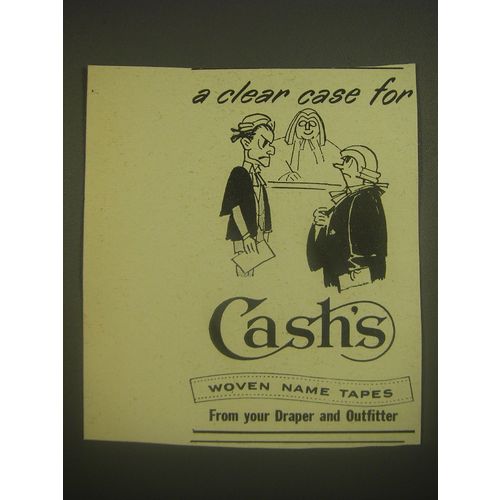 a clear case for
Cash's
WOVEN NAME TAPES
From your Draper and Outfitter